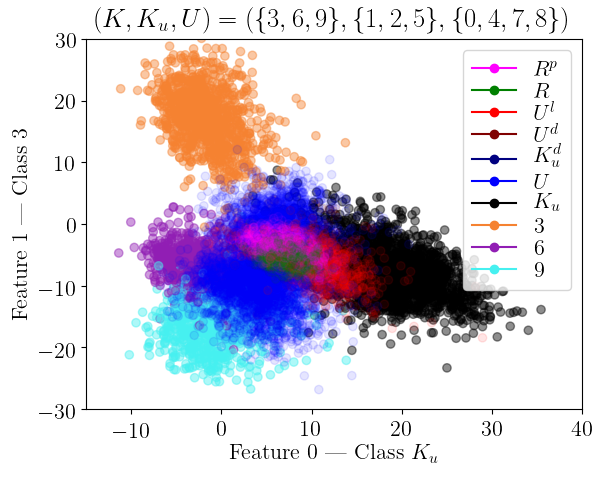 (K, K_u, U) = ({3, 6, 9}, {1, 2, 5}, {0, 4, 7, 8})
30
20
10
0
−10
−20
−30
Feature 1 — Class 3
R^p
R
U^l
U^d
K_u^d
U
K_u
3
6
9
−10
0
10
20
30
40
Feature 0 — Class K_u